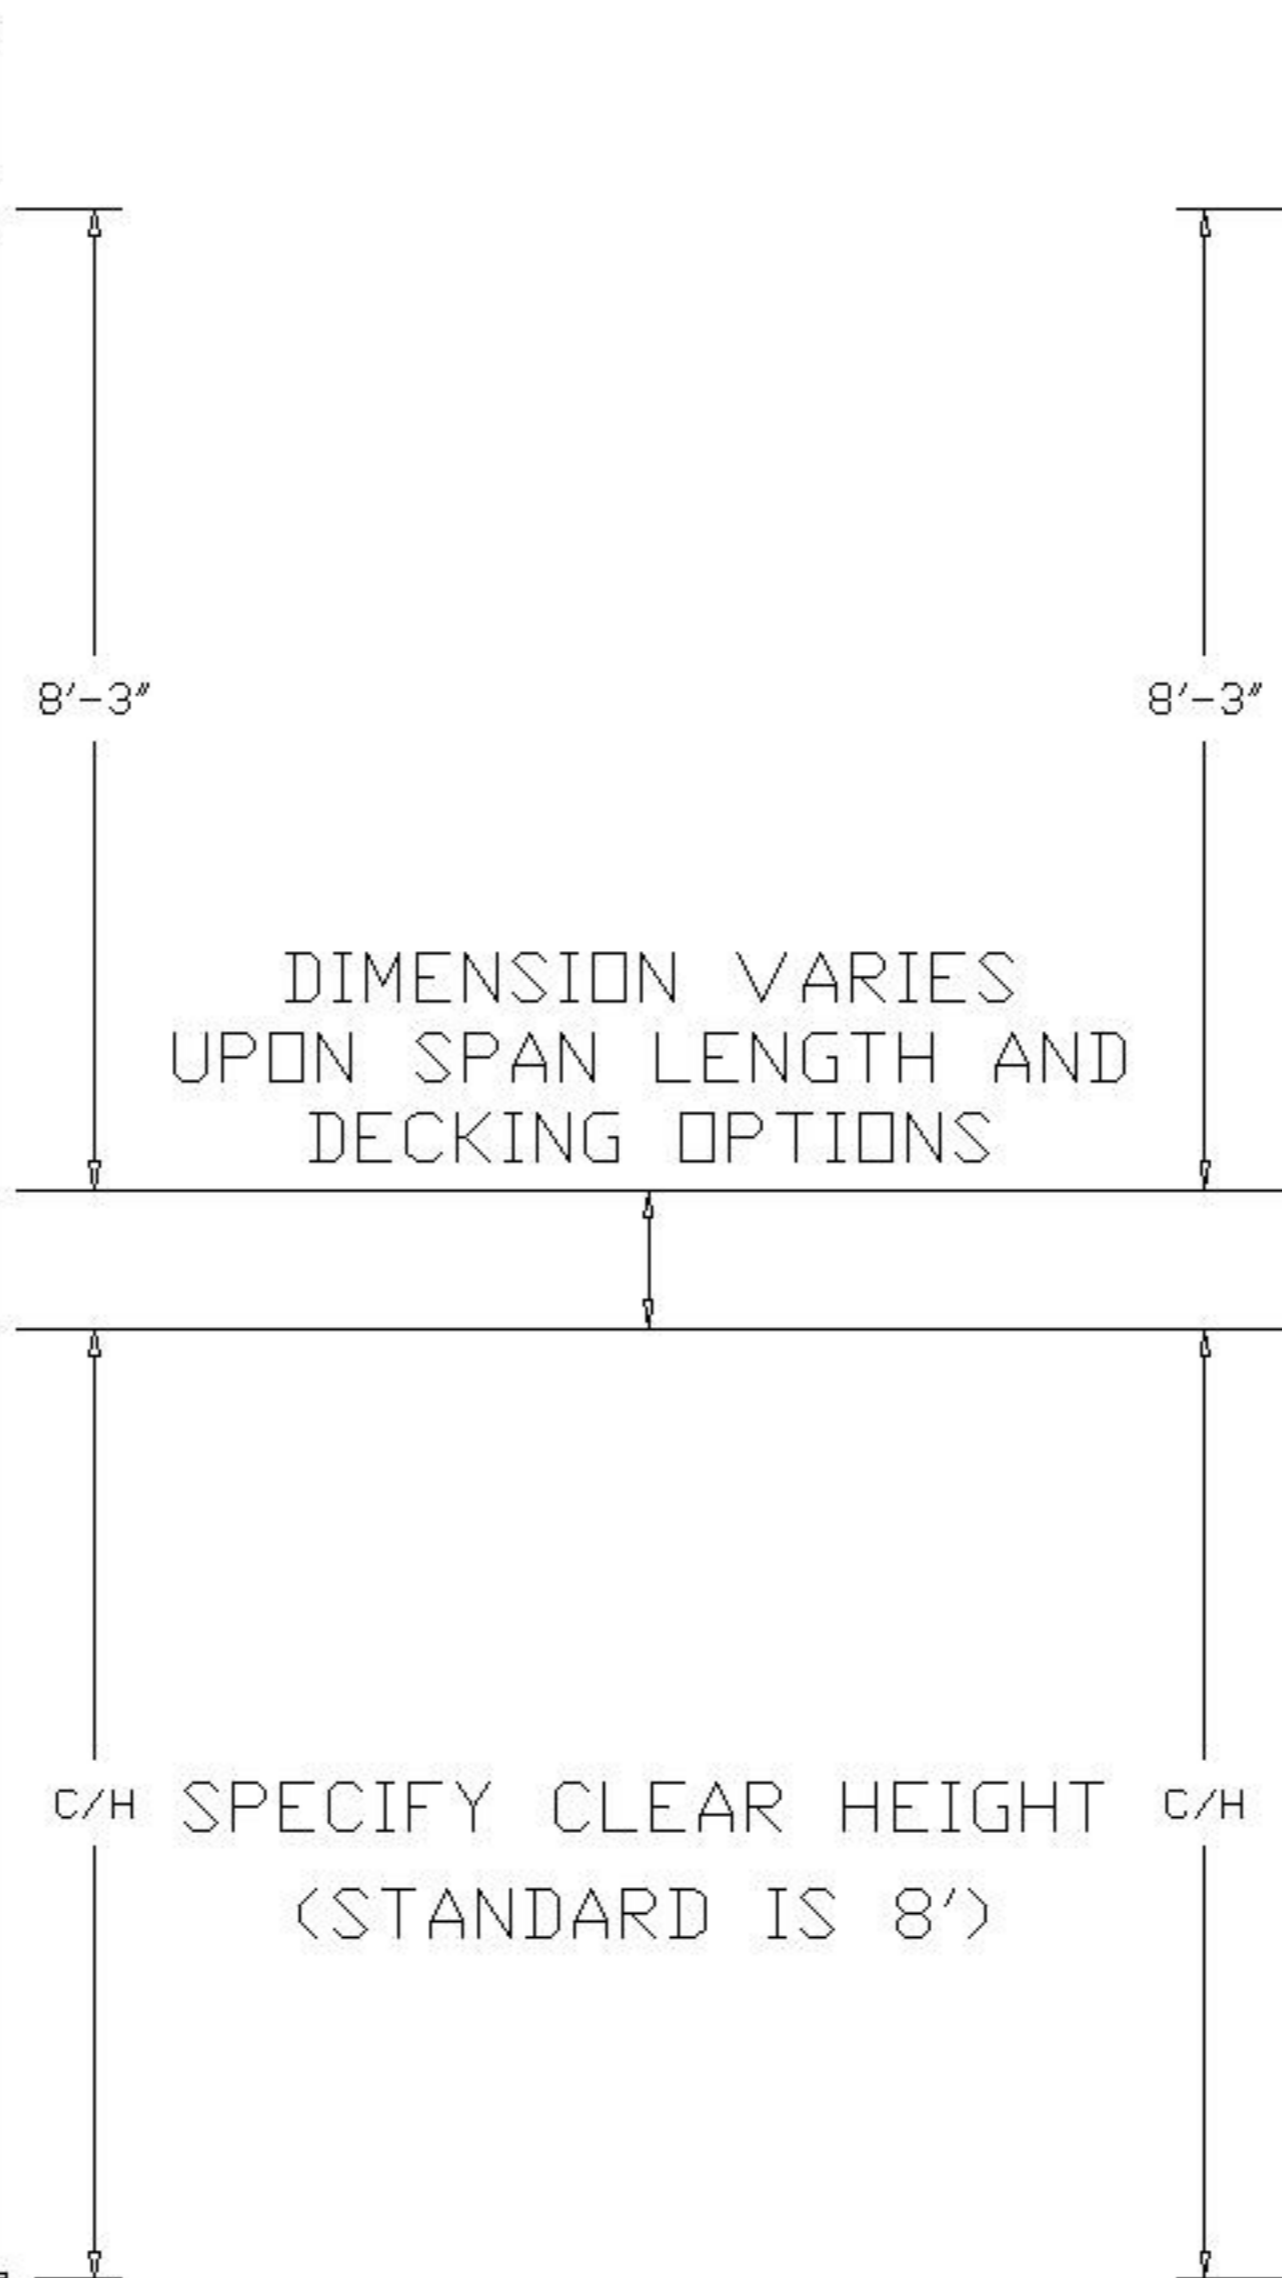 8'-3" 8'-3"
DIMENSION VARIES
UPON SPAN LENGTH AND
DECKING OPTIONS
C/H SPECIFY CLEAR HEIGHT C/H
(STANDARD IS 8')